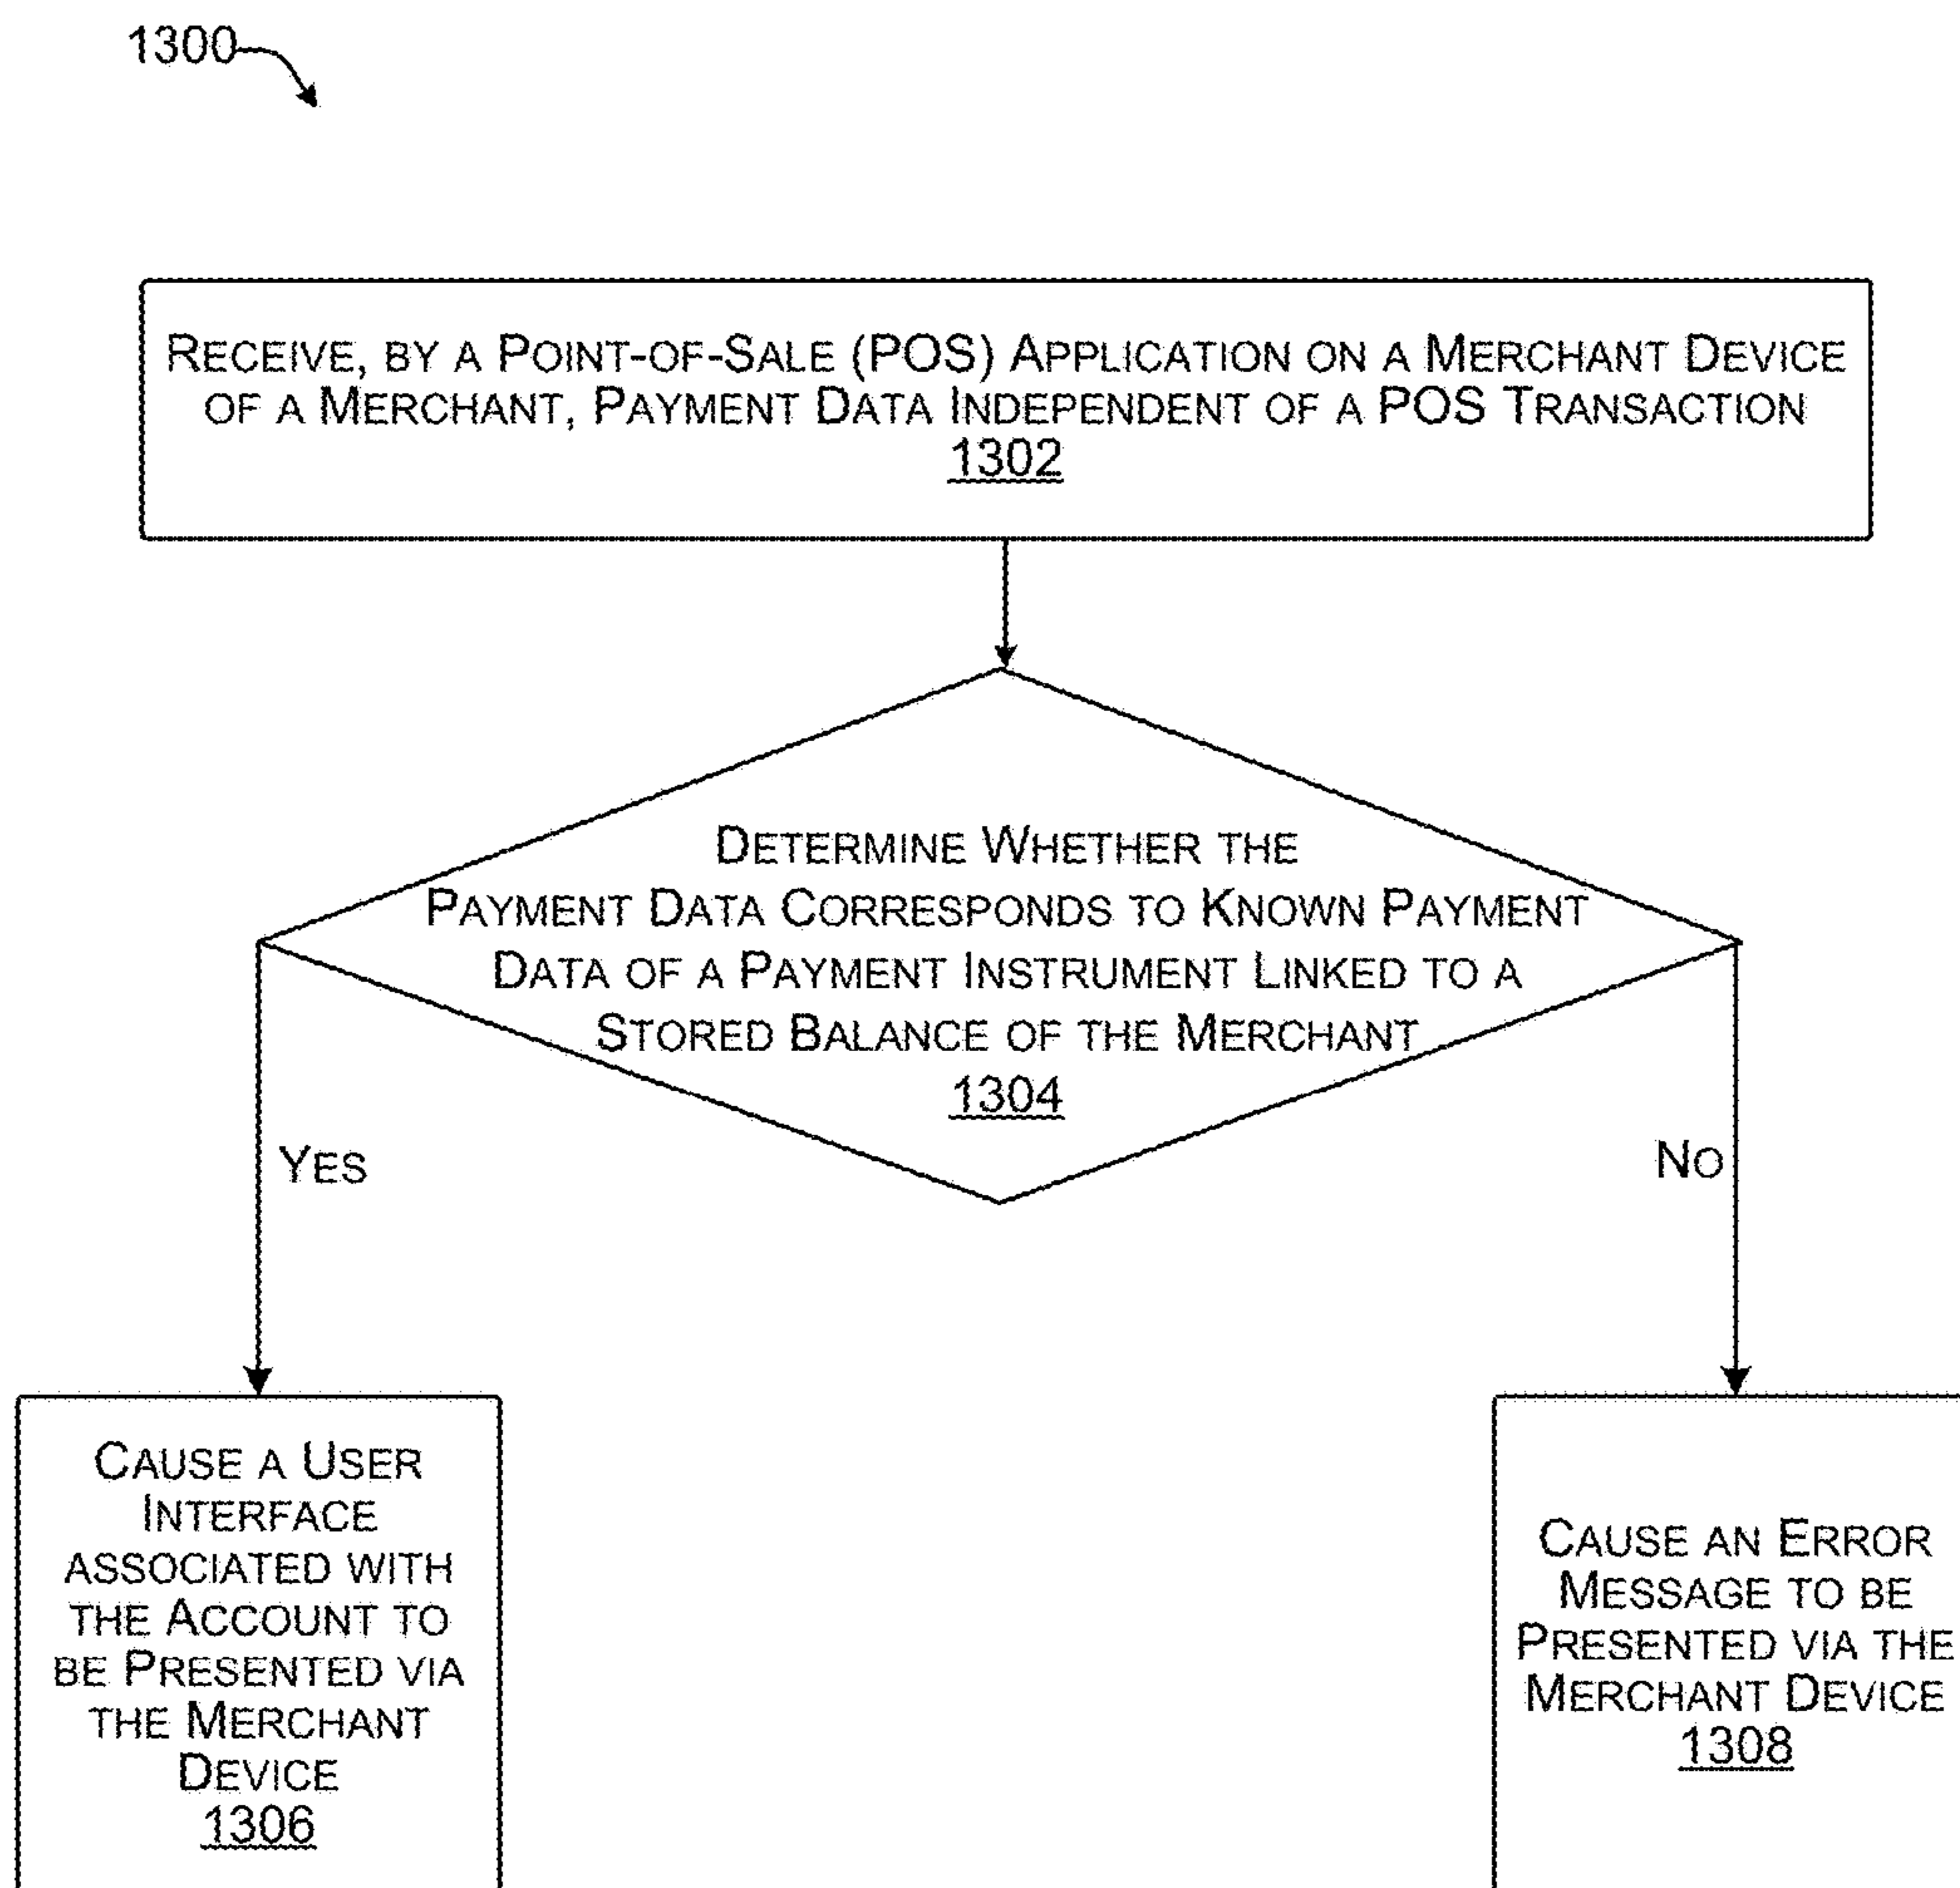 1300
RECEIVE, BY A POINT-OF-SALE (POS) APPLICATION ON A MERCHANT DEVICE
OF A MERCHANT, PAYMENT DATA INDEPENDENT OF A POS TRANSACTION
1302
DETERMINE WHETHER THE
PAYMENT DATA CORRESPONDS TO KNOWN PAYMENT
DATA OF A PAYMENT INSTRUMENT LINKED TO A
STORED BALANCE OF THE MERCHANT
1304
YES
NO
CAUSE A USER
INTERFACE
ASSOCIATED WITH
THE ACCOUNT TO
BE PRESENTED VIA
THE MERCHANT
DEVICE
1306
CAUSE AN ERROR
MESSAGE TO BE
PRESENTED VIA THE
MERCHANT DEVICE
1308